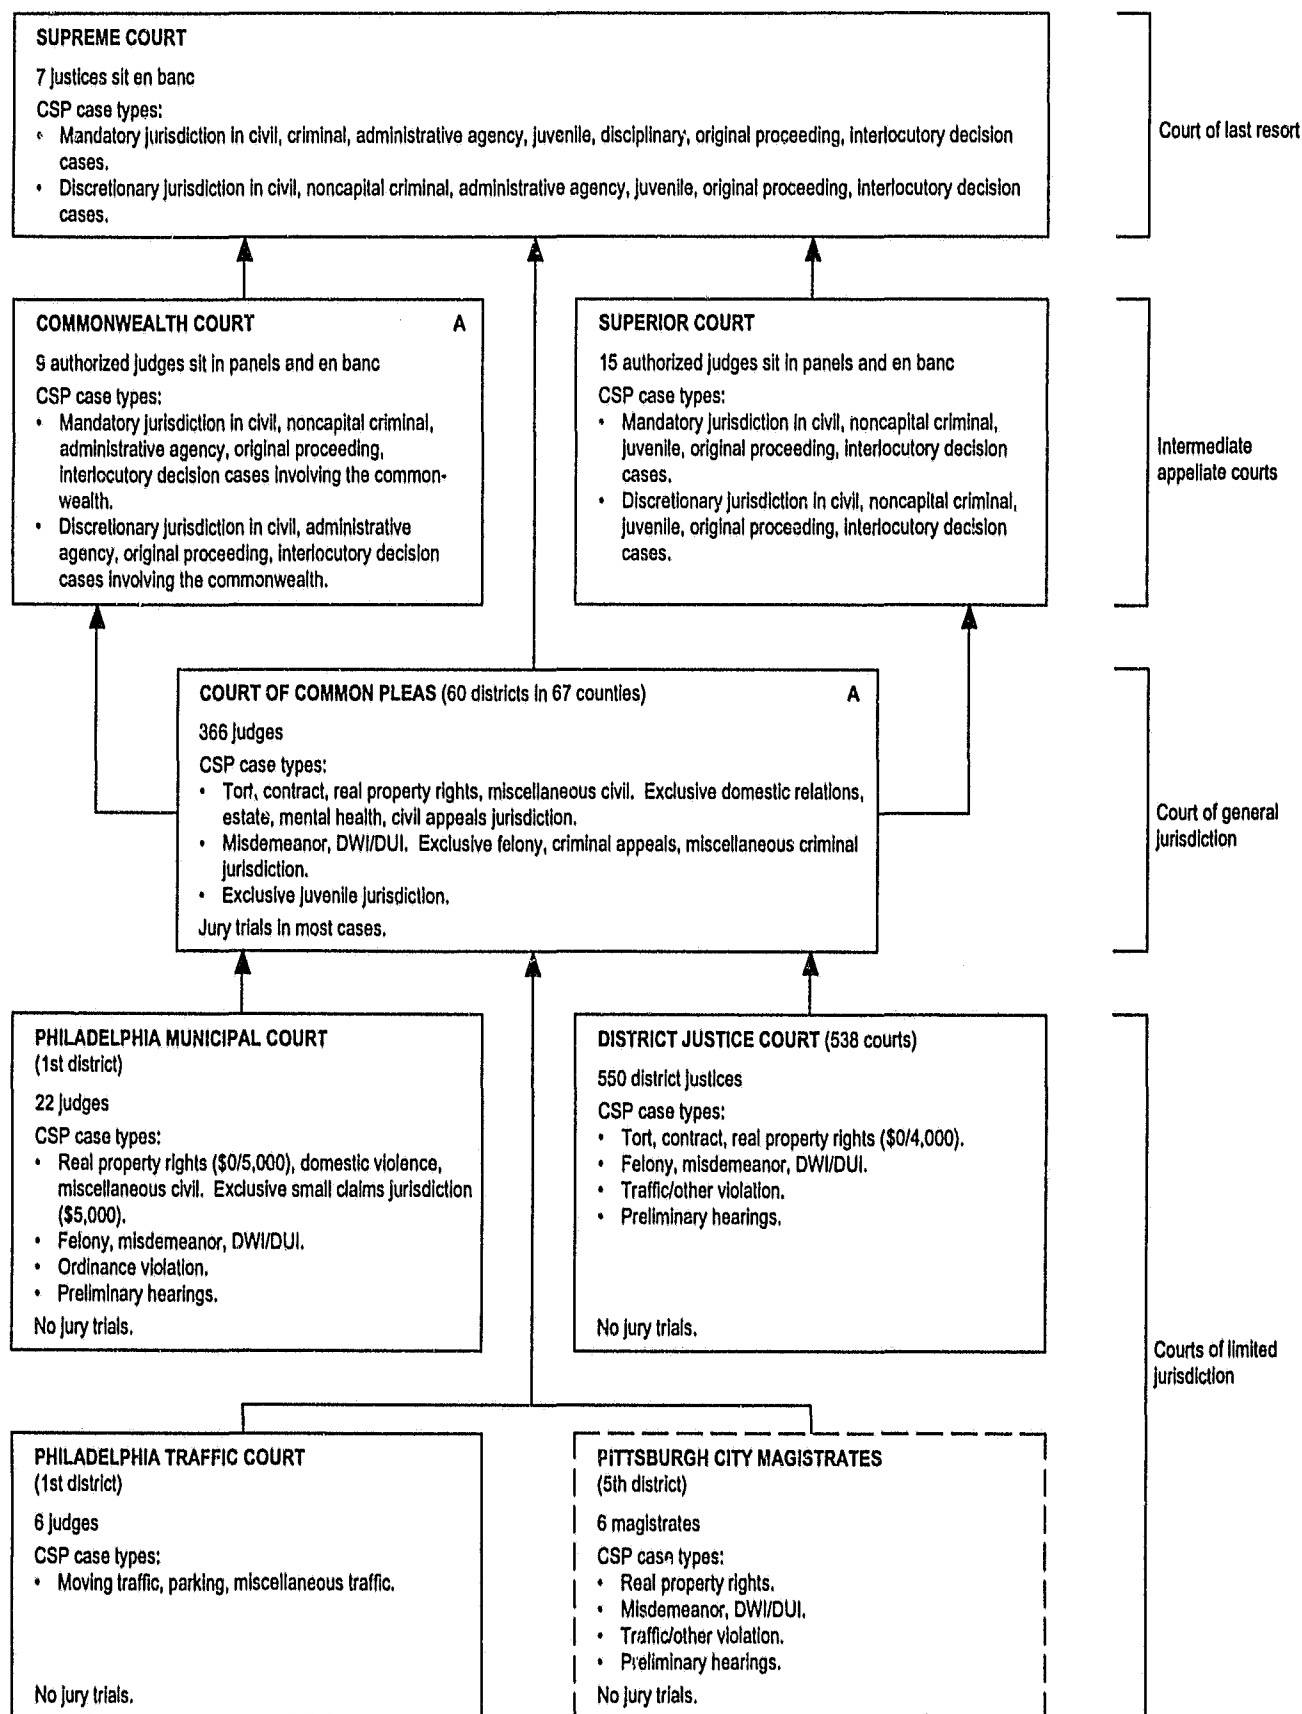 SUPREME COURT
7 justices sit en banc
CSP case types:
• Mandatory jurisdiction in civil, criminal, administrative agency, juvenile, disciplinary, original proceeding, interlocutory decision
cases.
• Discretionary jurisdiction in civil, noncapital criminal, administrative agency, juvenile, original proceeding, interlocutory decision
cases.
Court of last resort
COMMONWEALTH COURT A
9 authorized judges sit in panels and en banc
CSP case types:
• Mandatory jurisdiction in civil, noncapital criminal,
administrative agency, original proceeding,
interlocutory decision cases involving the common-
wealth.
• Discretionary jurisdiction in civil, administrative
agency, original proceeding, interlocutory decision
cases involving the commonwealth.
SUPERIOR COURT
15 authorized judges sit in panels and en banc
CSP case types:
• Mandatory jurisdiction in civil, noncapital criminal,
juvenile, original proceeding, interlocutory decision
cases.
• Discretionary jurisdiction in civil, noncapital criminal,
juvenile, original proceeding, interlocutory decision
cases.
Intermediate
appellate courts
COURT OF COMMON PLEAS (60 districts in 67 counties) A
366 judges
CSP case types:
• Tort, contract, real property rights, miscellaneous civil. Exclusive domestic relations,
estate, mental health, civil appeals jurisdiction.
• Misdemeanor, DWI/DUI. Exclusive felony, criminal appeals, miscellaneous criminal
jurisdiction.
• Exclusive juvenile jurisdiction.
Jury trials in most cases.
Court of general
jurisdiction
PHILADELPHIA MUNICIPAL COURT
(1st district)
22 judges
CSP case types:
• Real property rights ($0/5,000), domestic violence,
miscellaneous civil. Exclusive small claims jurisdiction
($5,000).
• Felony, misdemeanor, DWI/DUI.
• Ordinance violation.
• Preliminary hearings.
No jury trials.
DISTRICT JUSTICE COURT (538 courts)
550 district justices
CSP case types:
• Tort, contract, real property rights ($0/4,000).
• Felony, misdemeanor, DWI/DUI.
• Traffic/other violation.
• Preliminary hearings.
No jury trials.
Courts of limited
jurisdiction
PHILADELPHIA TRAFFIC COURT
(1st district)
6 judges
CSP case types:
• Moving traffic, parking, miscellaneous traffic.
No jury trials.
PITTSBURGH CITY MAGISTRATES
(5th district)
6 magistrates
CSP case types:
• Real property rights.
• Misdemeanor, DWI/DUI.
• Traffic/other violation.
• Preliminary hearings.
No jury trials.